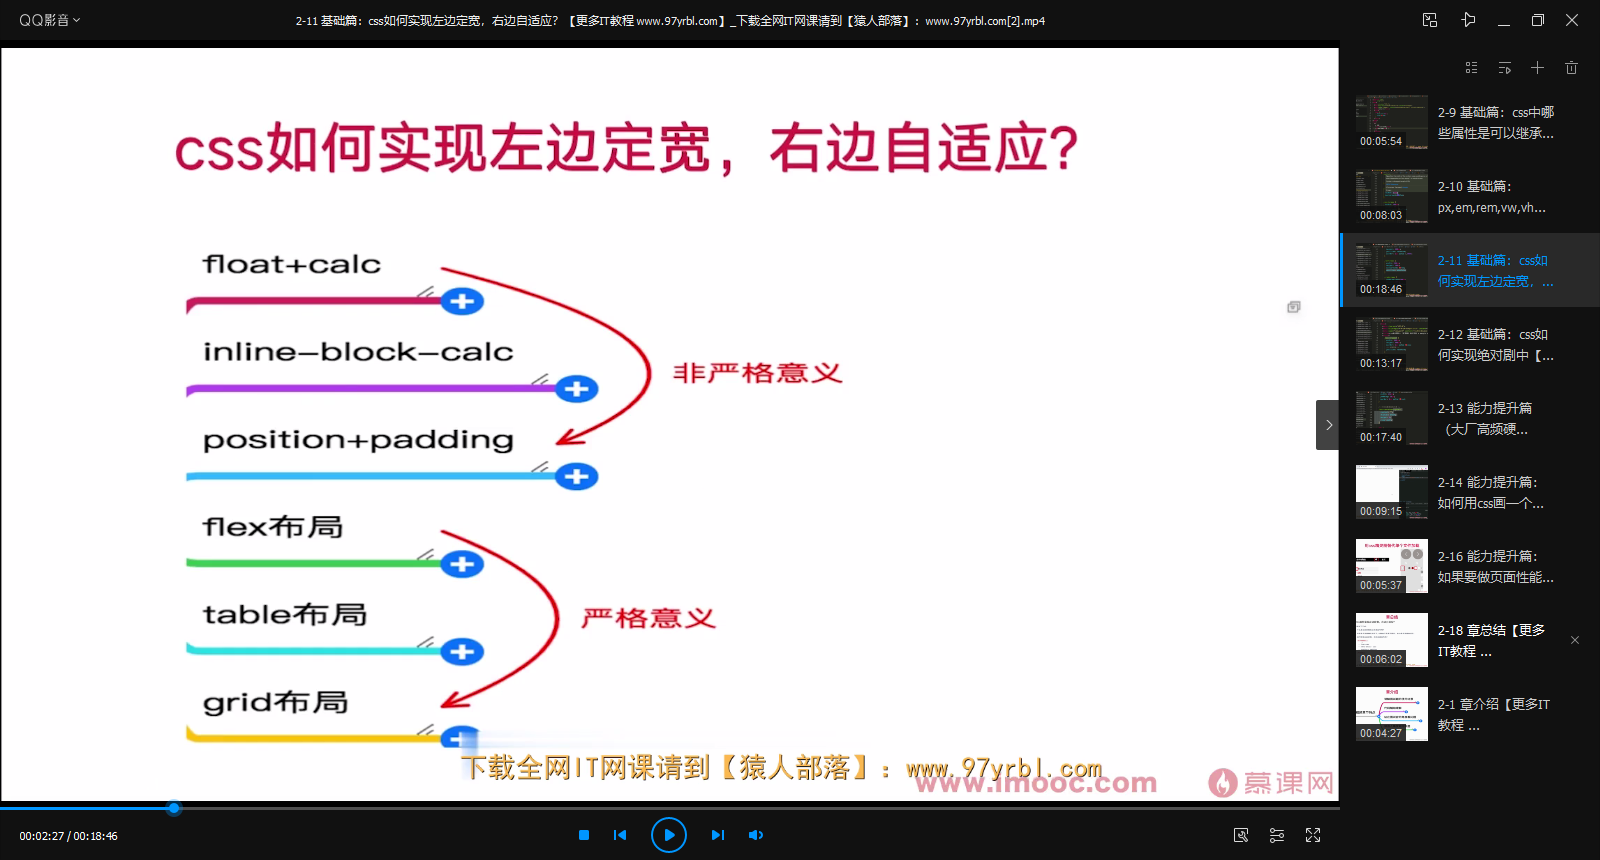 QQ影音
2-11 基础篇：css如何实现左边定宽，右边自适应？【更多IT教程 www.97yrbl.com】_下载全网IT网课请到【猿人部落】：www.97yrbl.com[2].mp4
css如何实现左边定宽，右边自适应？
float+calc
inline-block-calc
非严格意义
position+padding
flex布局
table布局
严格意义
grid布局
下载全网IT网课请到【猿人部落】：www.97yrbl.com
www.imooc.com
慕课网
00:02:27 / 00:18:46
2-9 基础篇：css中哪
些属性是可以继承...
00:05:54
2-10 基础篇：
px,em,rem,vw,vh...
00:08:03
2-11 基础篇：css如
何实现左边定宽，...
00:18:46
2-12 基础篇：css如
何实现绝对剧中【...
00:13:17
2-13 能力提升篇
（大厂高频硬...
00:17:40
2-14 能力提升篇：
如何用css画一个...
00:09:15
2-16 能力提升篇：
如果要做页面性能...
00:05:37
2-18 章总结【更多
IT教程 ...
00:06:02
2-1 章介绍【更多IT
教程 ...
00:04:27